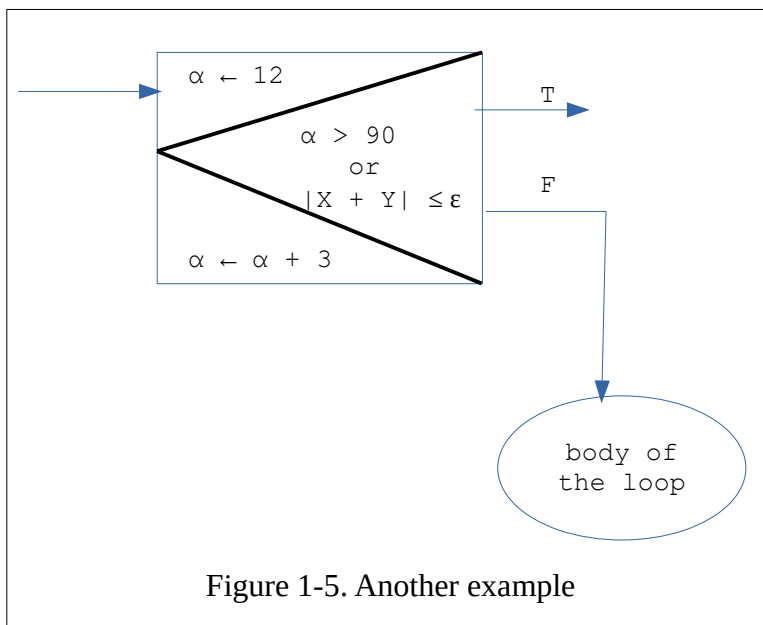 α ← 12
T
α > 90
or
|X + Y| ≤ ε
F
α ← α + 3
body of
the loop
Figure 1-5. Another example